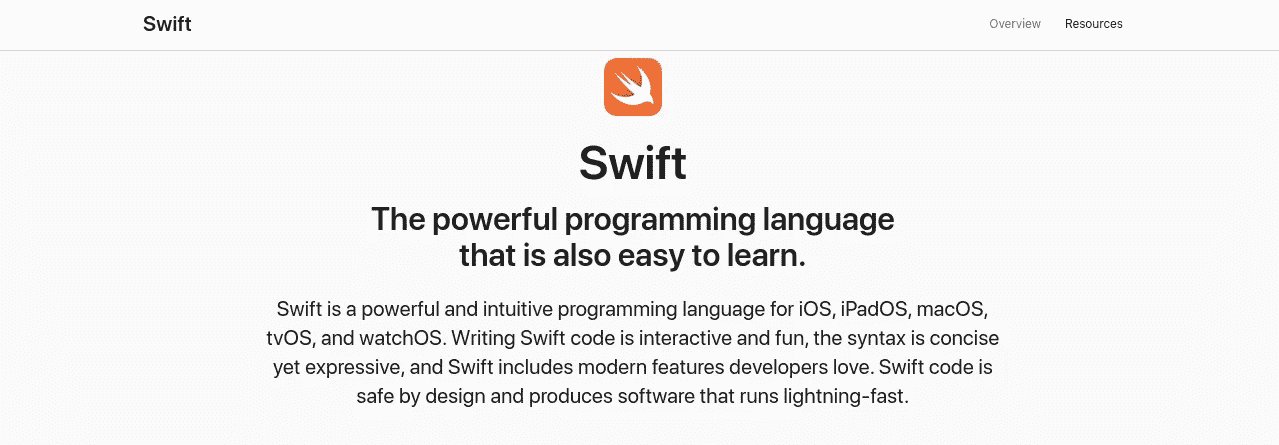 Swift
Overview
Resources
Swift
The powerful programming language
that is also easy to learn.
Swift is a powerful and intuitive programming language for iOS, iPadOS, macOS,
tvOS, and watchOS. Writing Swift code is interactive and fun, the syntax is concise
yet expressive, and Swift includes modern features developers love. Swift code is
safe by design and produces software that runs lightning-fast.